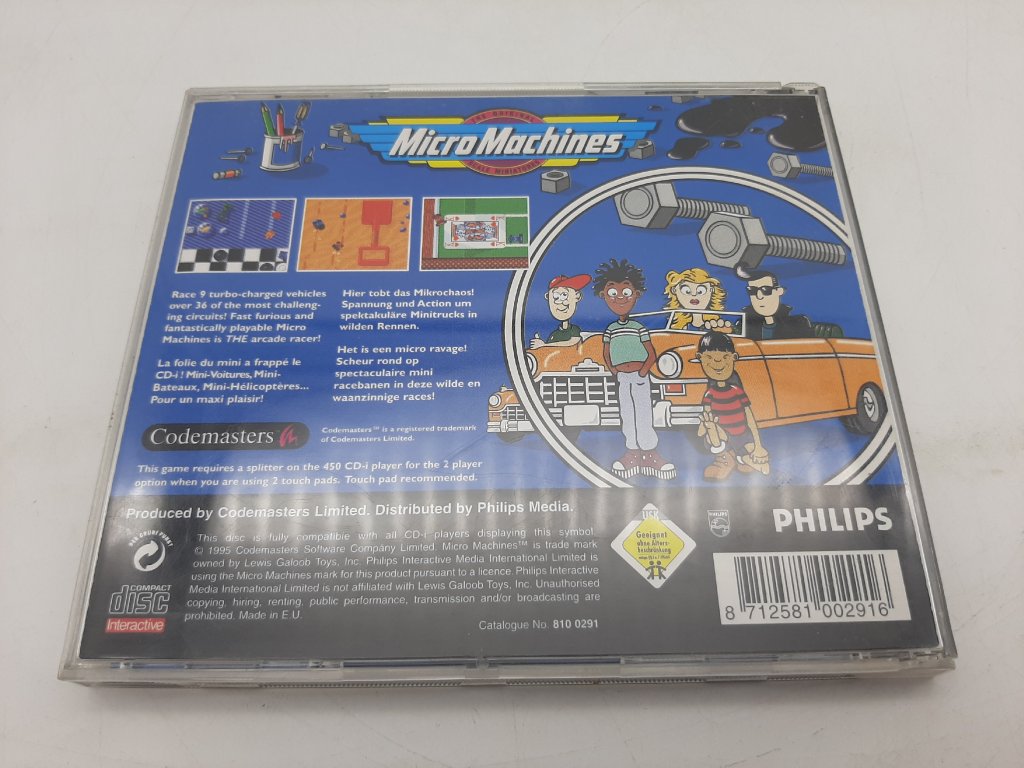 THE ORIGINAL
MicroMachines
SCALE MINIATURES
Race 9 turbo-charged vehicles
over 36 of the most challeng-
ing circuits! Fast furious and
fantastically playable Micro
Machines is THE arcade racer!
La folie du mini a frappé le
CD-i ! Mini-Voitures, Mini-
Bateaux, Mini-Hélicoptères...
Pour un maxi plaisir!
Hier tobt das Mikrochaos!
Spannung und Action um
spektakuläre Minitrucks in
wilden Rennen.
Het is een micro ravage!
Scheur rond op
spectaculaire mini
racebanen in deze wilde en
waanzinnige races!
Codemasters
Codemasters™ is a registered trademark
of Codemasters Limited.
This game requires a splitter on the 450 CD-i player for the 2 player
option when you are using 2 touch pads. Touch pad recommended.
Produced by Codemasters Limited. Distributed by Philips Media.
DER GRÜNE PUNKT
This disc is fully compatible with all CD-i players displaying this symbol.
© 1995 Codemasters Software Company Limited. Micro Machines™ is trade mark
owned by Lewis Galoob Toys, Inc. Philips Interactive Media International Limited is
using the Micro Machines mark for this product pursuant to a licence. Philips Interactive
Media International Limited is not affiliated with Lewis Galoob Toys, Inc. Unauthorised
copying, hiring, renting, public performance, transmission and/or broadcasting are
prohibited. Made in E.U.
COMPACT
disc
Interactive
Catalogue No. 810 0291
USK
Geeignet
ohne Alters-
beschränkung
PHILIPS
PHILIPS
8 712581 002916